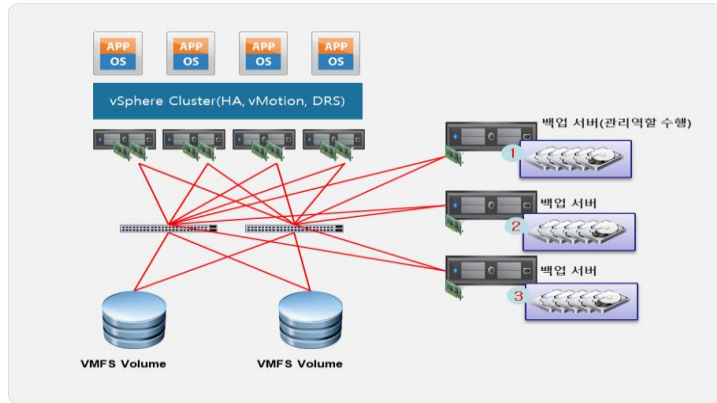 APP APP APP APP
OS OS OS OS
vSphere Cluster(HA, vMotion, DRS)
백업 서버(관리역할 수행)
1
백업 서버
2
백업 서버
3
VMFS Volume VMFS Volume